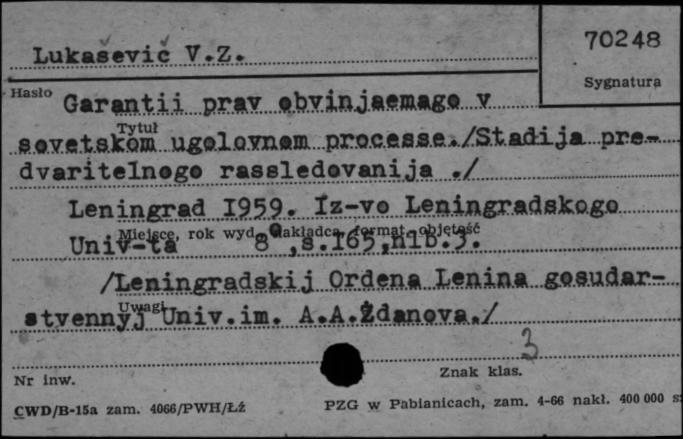 Lukašević V.Z.
70248
Sygnatura
Hasło
Garantii prav obvinjaemago v
Tytuł
sovetskom ugolovnom processe./Stadija pre-
dvaritelnogo rassledovanija ./
Leningrad 1959. Iz-vo Leningradskogo
Miejsce, rok wyd., nakładca, format, objętość
Univ-ta 8°,s.165,nlb.3.
/Leningradskij Ordena Lenina gosudar-
Uwagi
stvennyj Univ.im. A.A.Ždanova./
3
Nr inw.
Znak klas.
CWD/B-15a zam. 4066/PWH/Łź
PZG w Pabianicach, zam. 4-66 nakł. 400 000 s